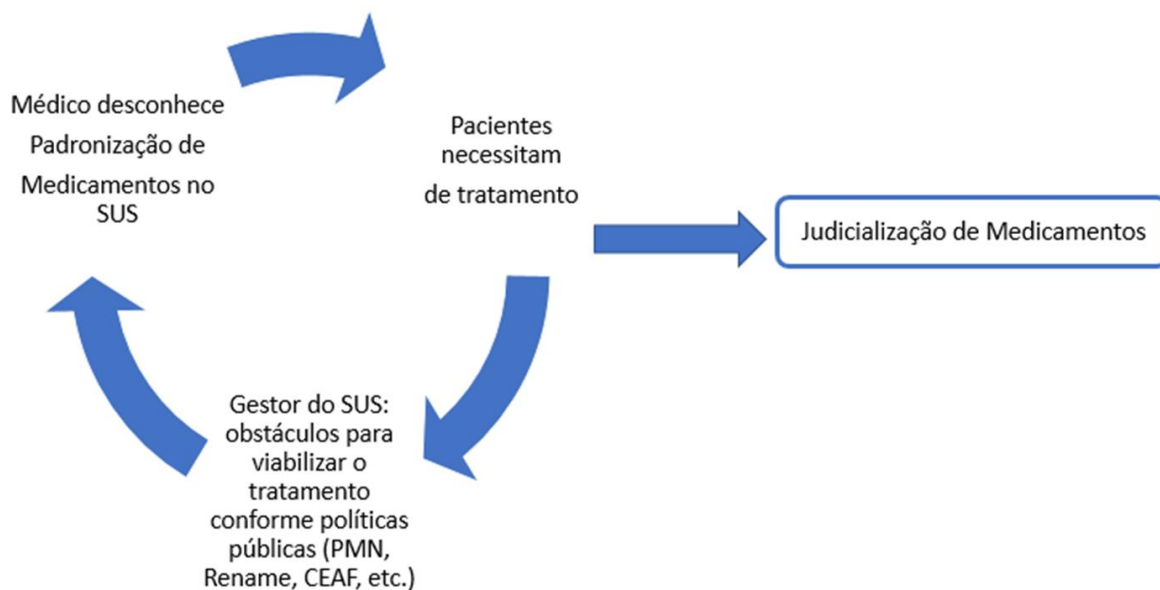 Médico desconhece
Padronização de
Medicamentos no
SUS
Pacientes
necessitam
de tratamento
Judicialização de Medicamentos
Gestor do SUS:
obstáculos para
viabilizar o
tratamento
conforme políticas
públicas (PMN,
Rename, CEAF, etc.)